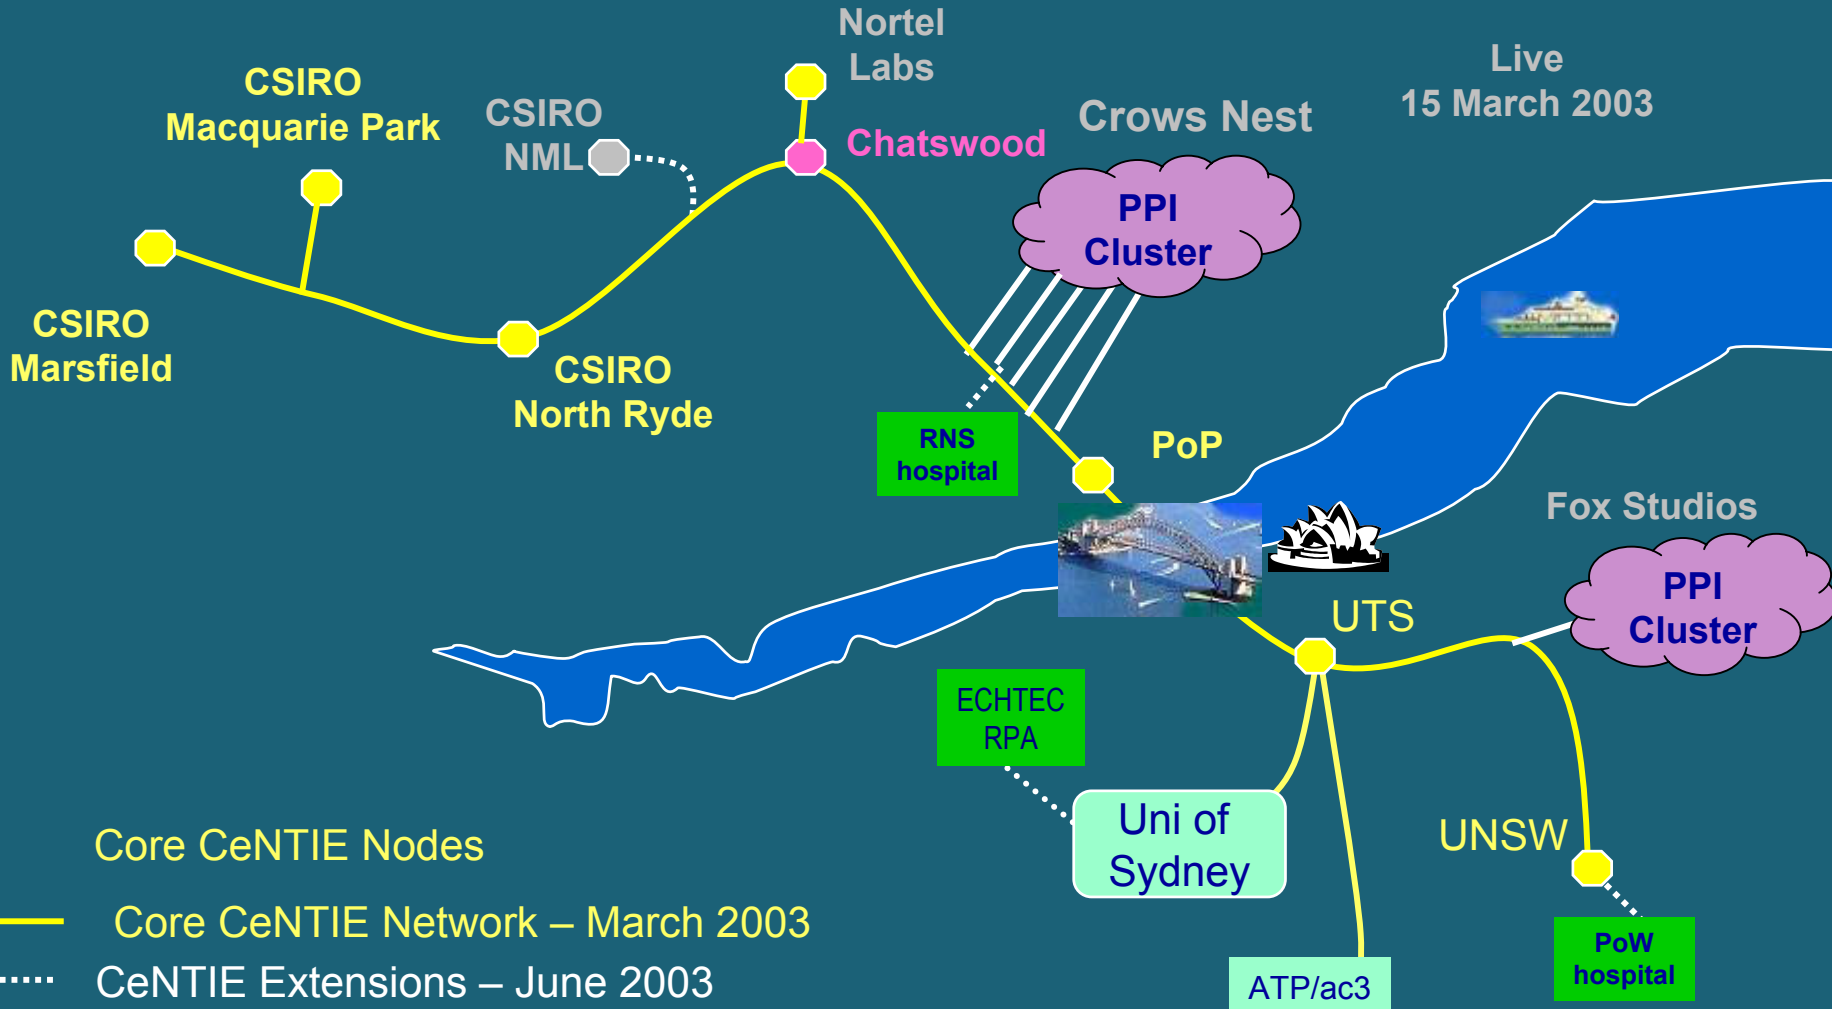 Nortel
Labs
Live
15 March 2003
CSIRO
Macquarie Park
CSIRO
NML
Crows Nest
Chatswood
PPI
Cluster
CSIRO
Marsfield
CSIRO
North Ryde
RNS
hospital
PoP
Fox Studios
PPI
Cluster
UTS
ECHTEC
RPA
Uni of
Sydney
UNSW
Core CeNTIE Nodes
Core CeNTIE Network – March 2003
PoW
hospital
CeNTIE Extensions – June 2003
ATP/ac3